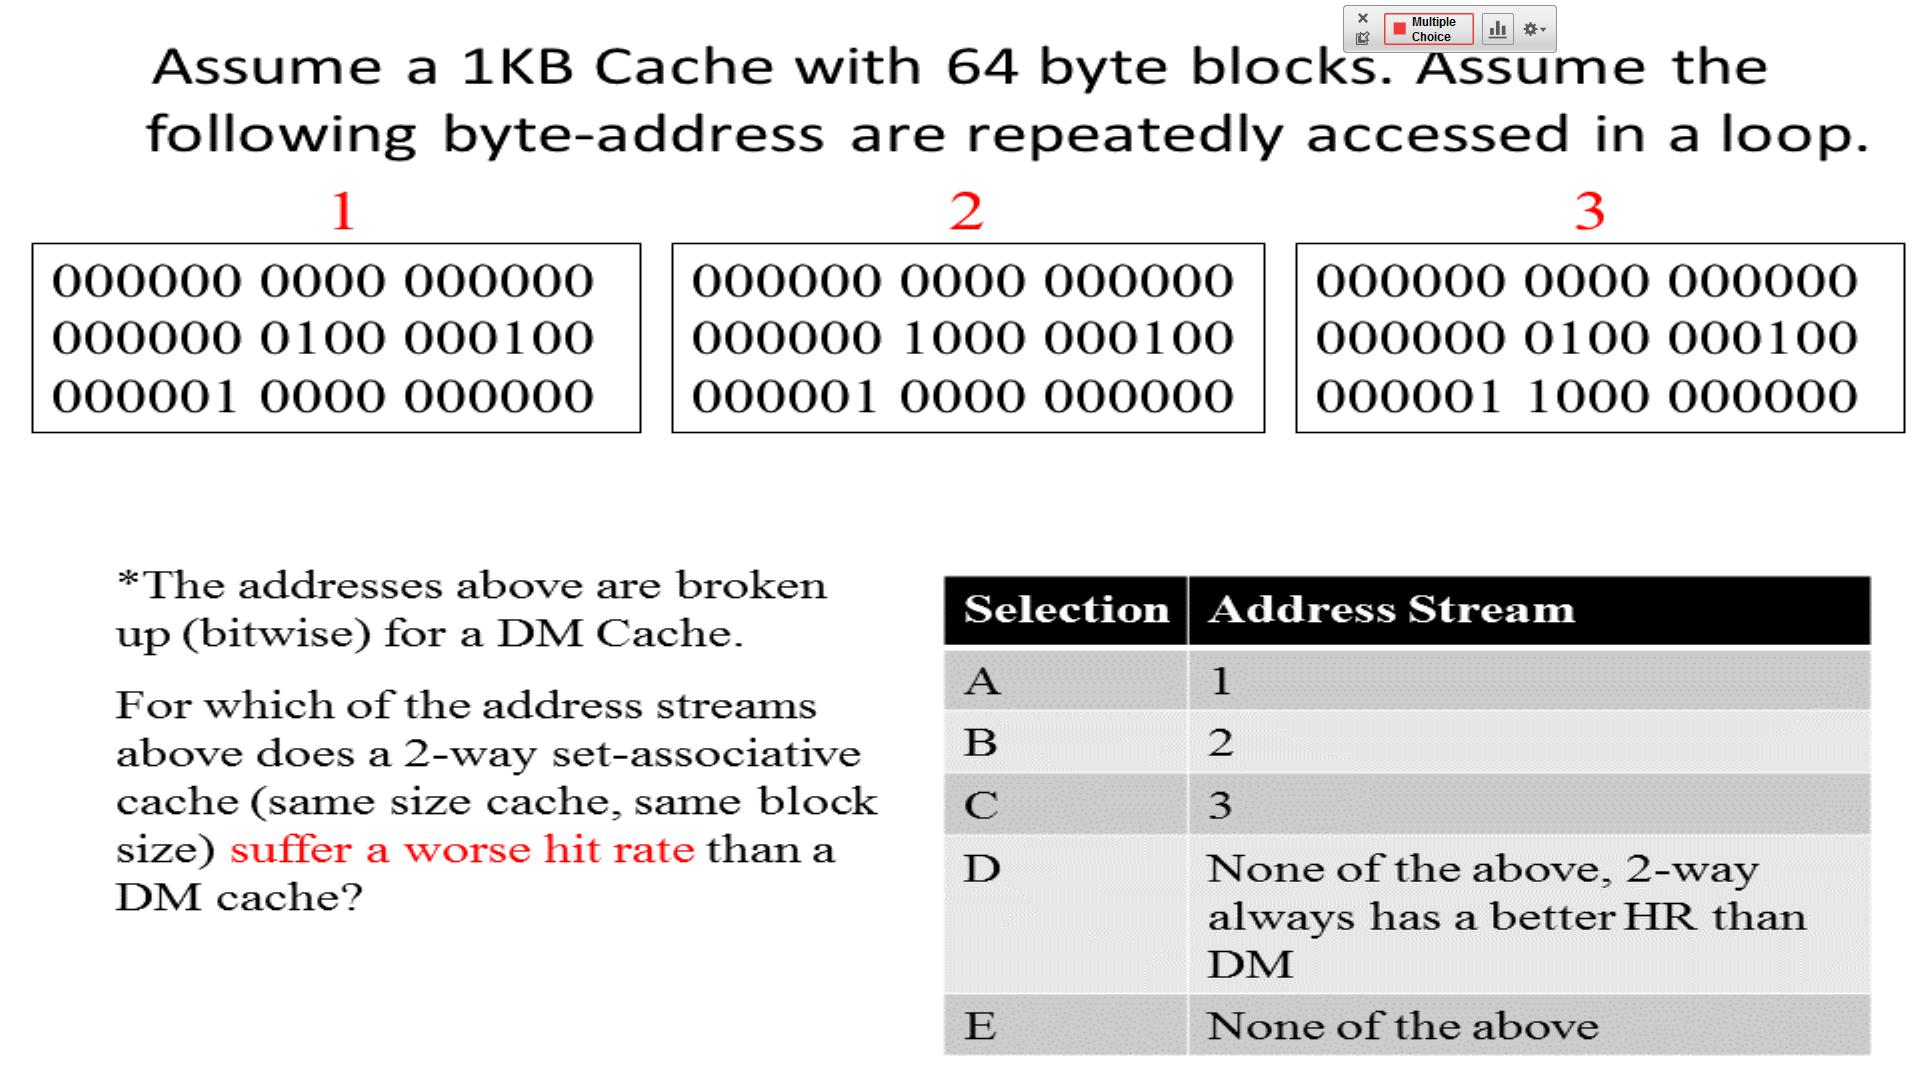 Multiple
Choice
Assume a 1KB Cache with 64 byte blocks. Assume the
following byte-address are repeatedly accessed in a loop.
1
000000 0000 000000
000000 0100 000100
000001 0000 000000
2
000000 0000 000000
000000 1000 000100
000001 0000 000000
3
000000 0000 000000
000000 0100 000100
000001 1000 000000
*The addresses above are broken
up (bitwise) for a DM Cache.
For which of the address streams
above does a 2-way set-associative
cache (same size cache, same block
size) suffer a worse hit rate than a
DM cache?
Selection Address Stream
A 1
B 2
C 3
D None of the above, 2-way
always has a better HR than
DM
E None of the above